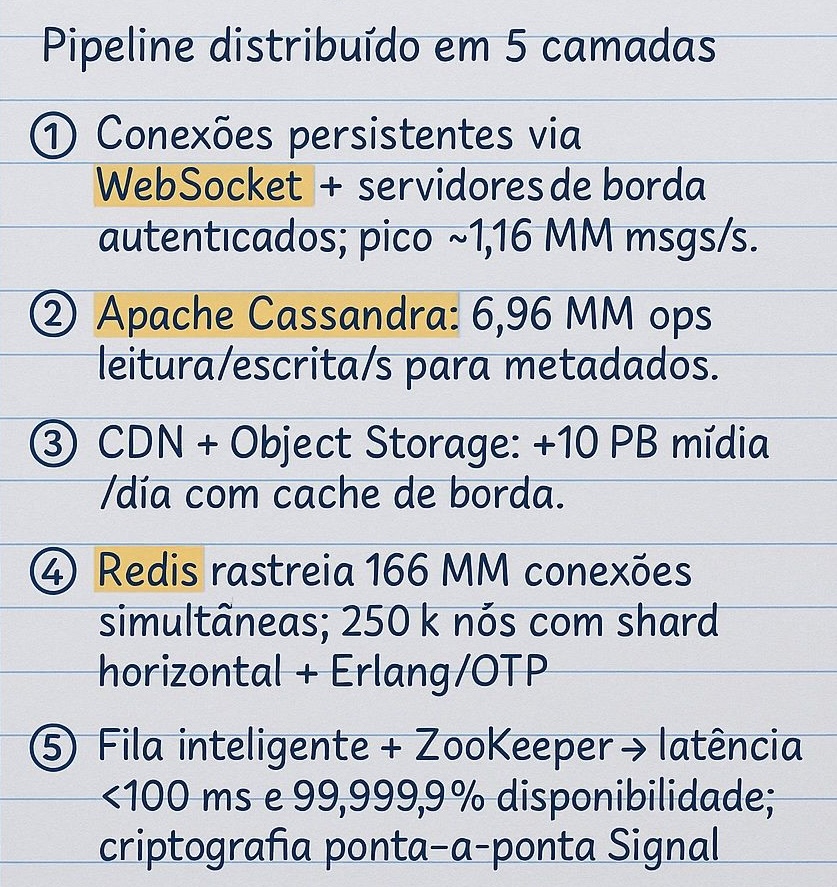 Pipeline distribuído em 5 camadas
① Conexões persistentes via
WebSocket + servidores de borda
autenticados; pico ~1,16 MM msgs/s.
② Apache Cassandra: 6,96 MM ops
leitura/escrita/s para metadados.
③ CDN + Object Storage: +10 PB mídia
/día com cache de borda.
④ Redis rastreia 166 MM conexões
simultâneas; 250 k nós com shard
horizontal + Erlang/OTP
⑤ Fila inteligente + ZooKeeper → latência
<100 ms e 99,999,9% disponibilidade;
criptografia ponta-a-ponta Signal